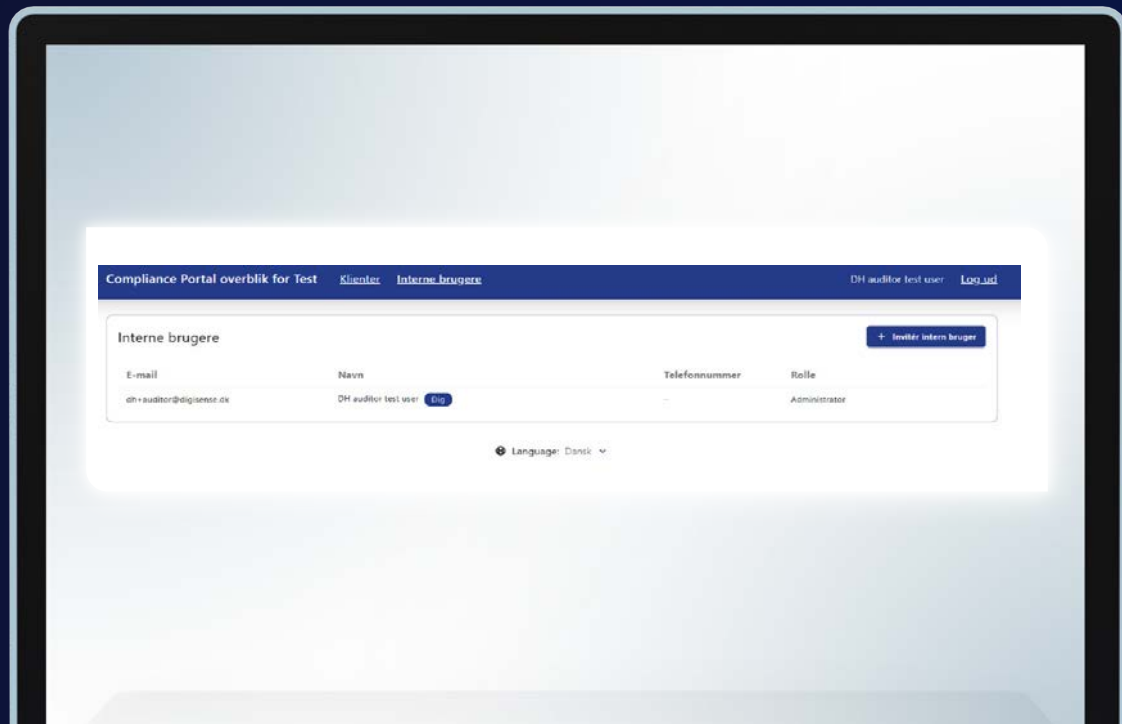 Compliance Portal overblik for Test Klienter Interne brugere DH auditor test user Log ud
Interne brugere + Invitér intern bruger
E-mail Navn Telefonnummer Rolle
dh+auditor@digisense.dk DH auditor test user Dig – Administrator
Language: Dansk